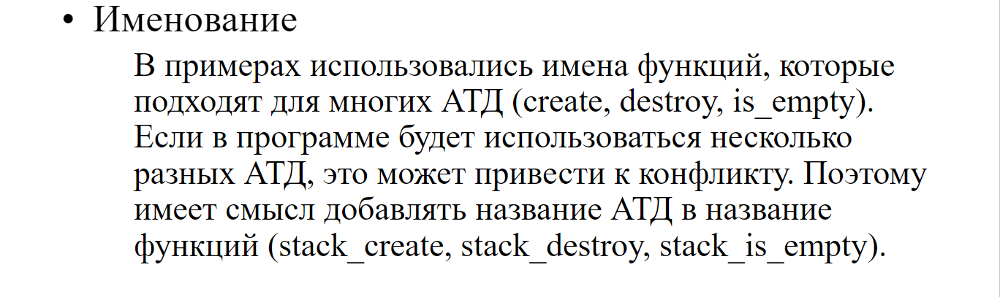 • Именование
В примерах использовались имена функций, которые
подходят для многих АТД (create, destroy, is_empty).
Если в программе будет использоваться несколько
разных АТД, это может привести к конфликту. Поэтому
имеет смысл добавлять название АТД в название
функций (stack_create, stack_destroy, stack_is_empty).